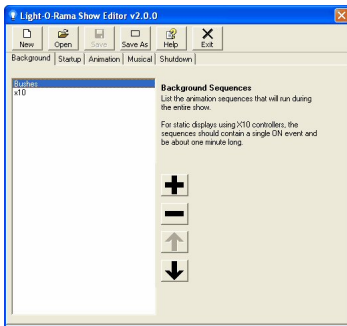 Light-O-Rama Show Editor v2.0.0
New Open Save Save As Help Exit
Background Startup Animation Musical Shutdown
Bushes
x10
Background Sequences
List the animation sequences that will run during
the entire show.
For static displays using X10 controllers, the
sequences should contain a single ON event and
be about one minute long.